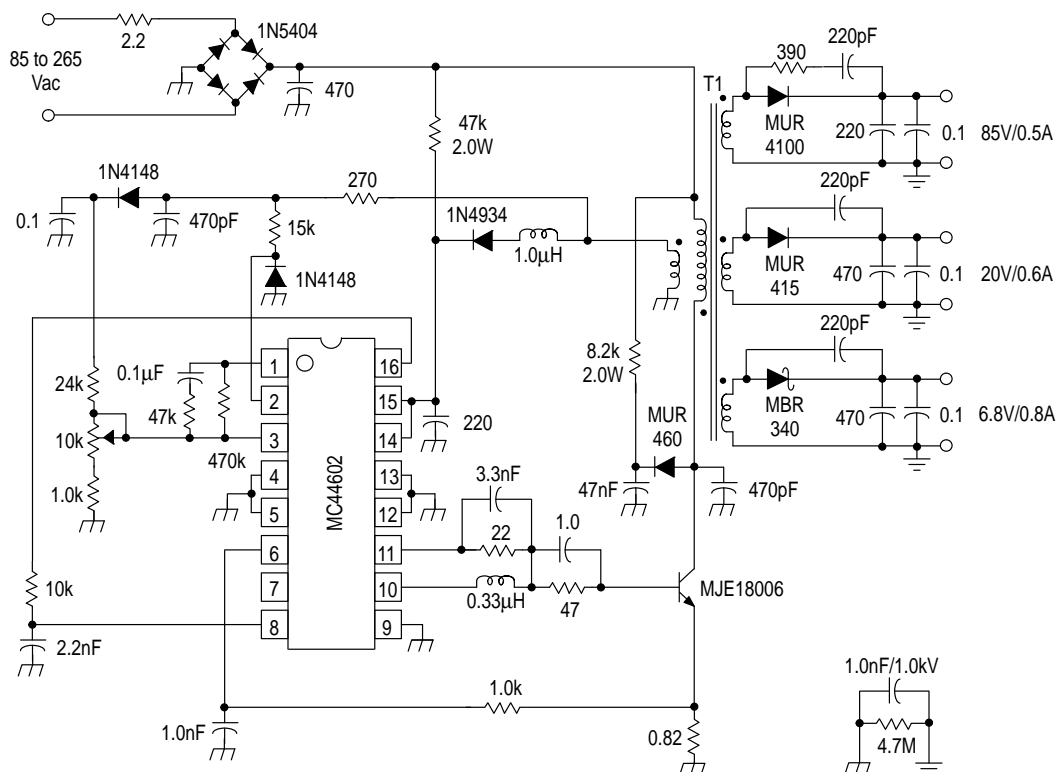 2.2
1N5404
85 to 265
Vac
470
47k
2.0W
390
220pF
T1
MUR
4100
220
0.1
85V/0.5A
1N4148
0.1
470pF
270
15k
1N4148
1N4934
1.0µH
220pF
MUR
415
470
0.1
20V/0.6A
8.2k
2.0W
220pF
MBR
340
470
0.1
6.8V/0.8A
0.1µF
24k
47k
10k
470k
1.0k
1
2
3
4
5
6
7
8
MC44602
16
15
14
13
12
11
10
9
220
MUR
460
47nF
470pF
3.3nF
22
1.0
0.33µH
47
MJE18006
10k
2.2nF
1.0nF
1.0k
0.82
1.0nF/1.0kV
4.7M